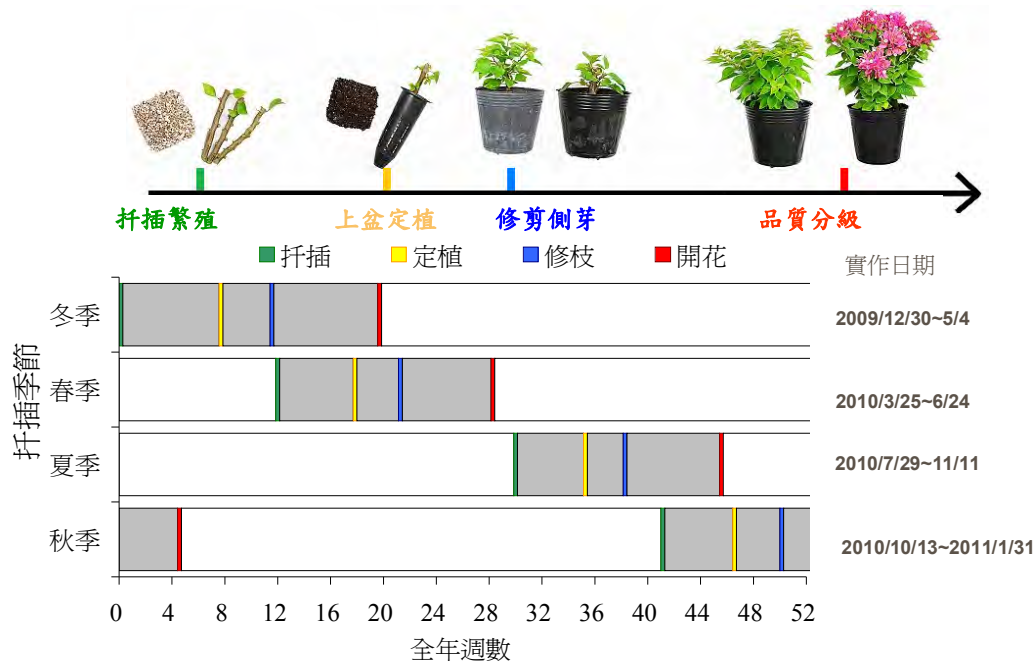 扦插繁殖
上盆定植
修剪側芽
品質分級
扦插
定植
修枝
開花
實作日期
扦插季節
冬季
2009/12/30~5/4
春季
2010/3/25~6/24
夏季
2010/7/29~11/11
秋季
2010/10/13~2011/1/31
0 4 8 12 16 20 24 28 32 36 40 44 48 52
全年週數